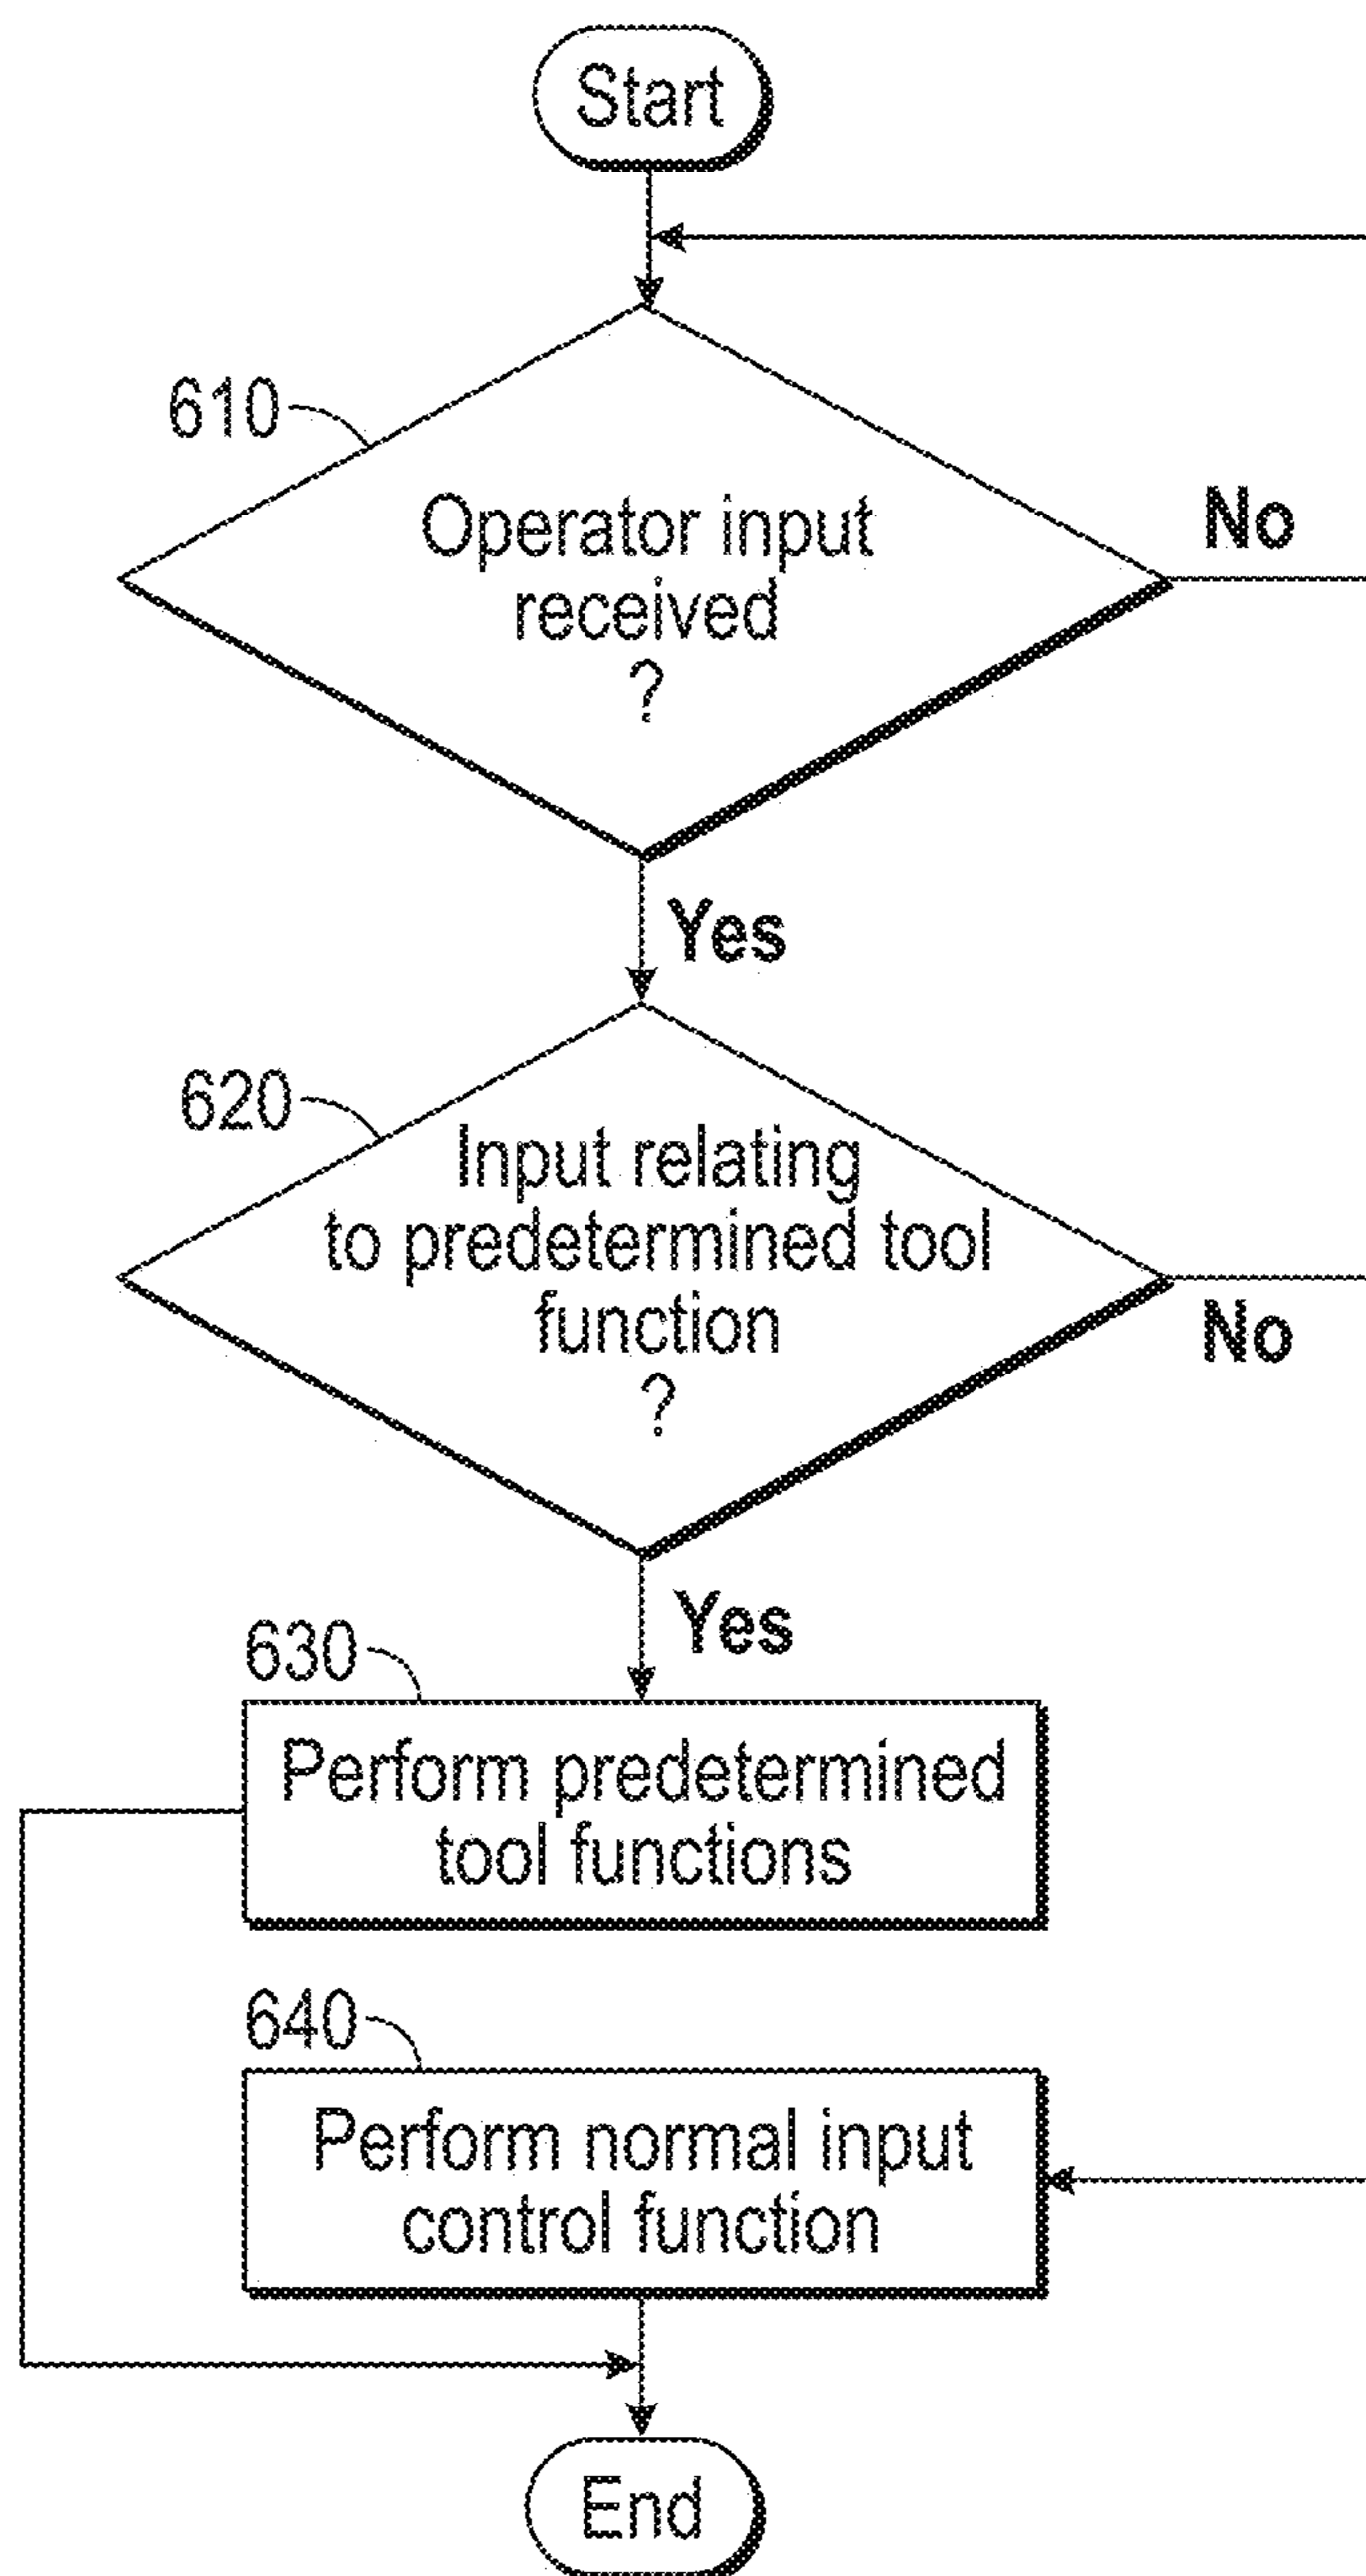 Start
610
Operator input
received
?
No
Yes
620
Input relating
to predetermined tool
function
?
No
Yes
630
Perform predetermined
tool functions
640
Perform normal input
control function
End